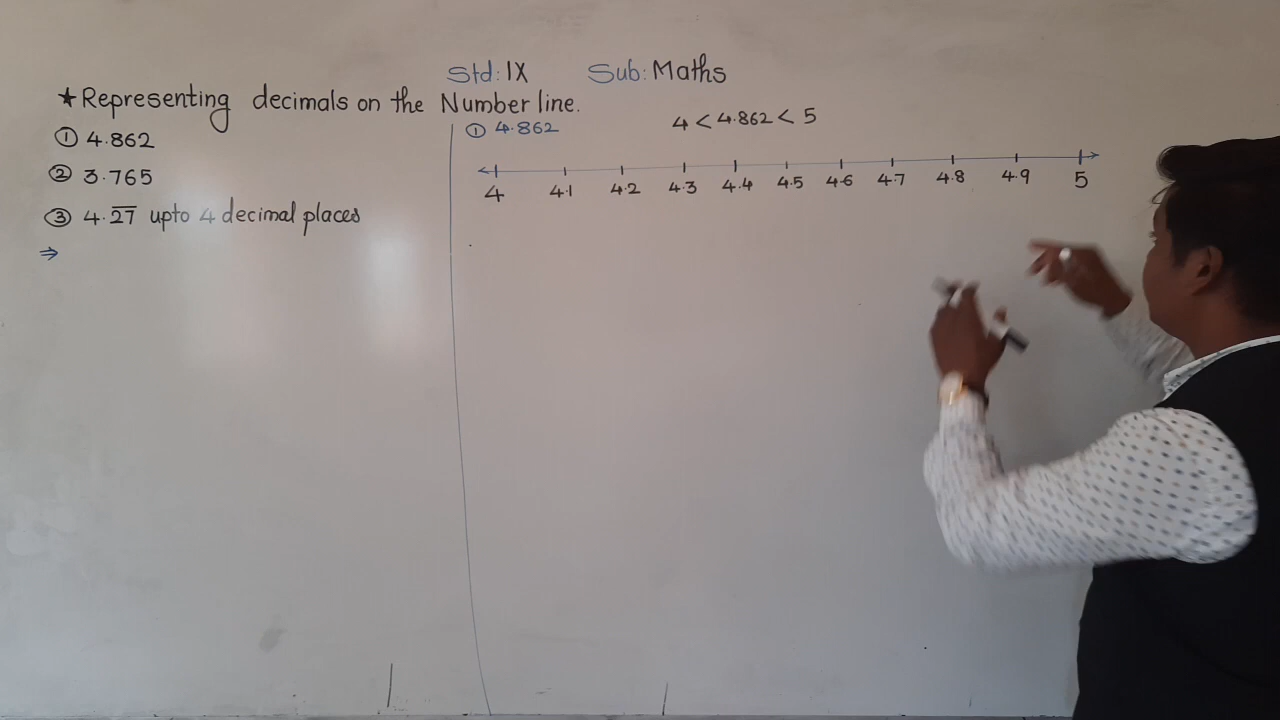 Std: IX Sub: Maths
★Representing decimals on the Number line.
① 4.862
② 3.765
③ 4.2̅7̅ upto 4 decimal places
⇒
① 4.862 4 < 4.862 < 5
4 4.1 4.2 4.3 4.4 4.5 4.6 4.7 4.8 4.9 5